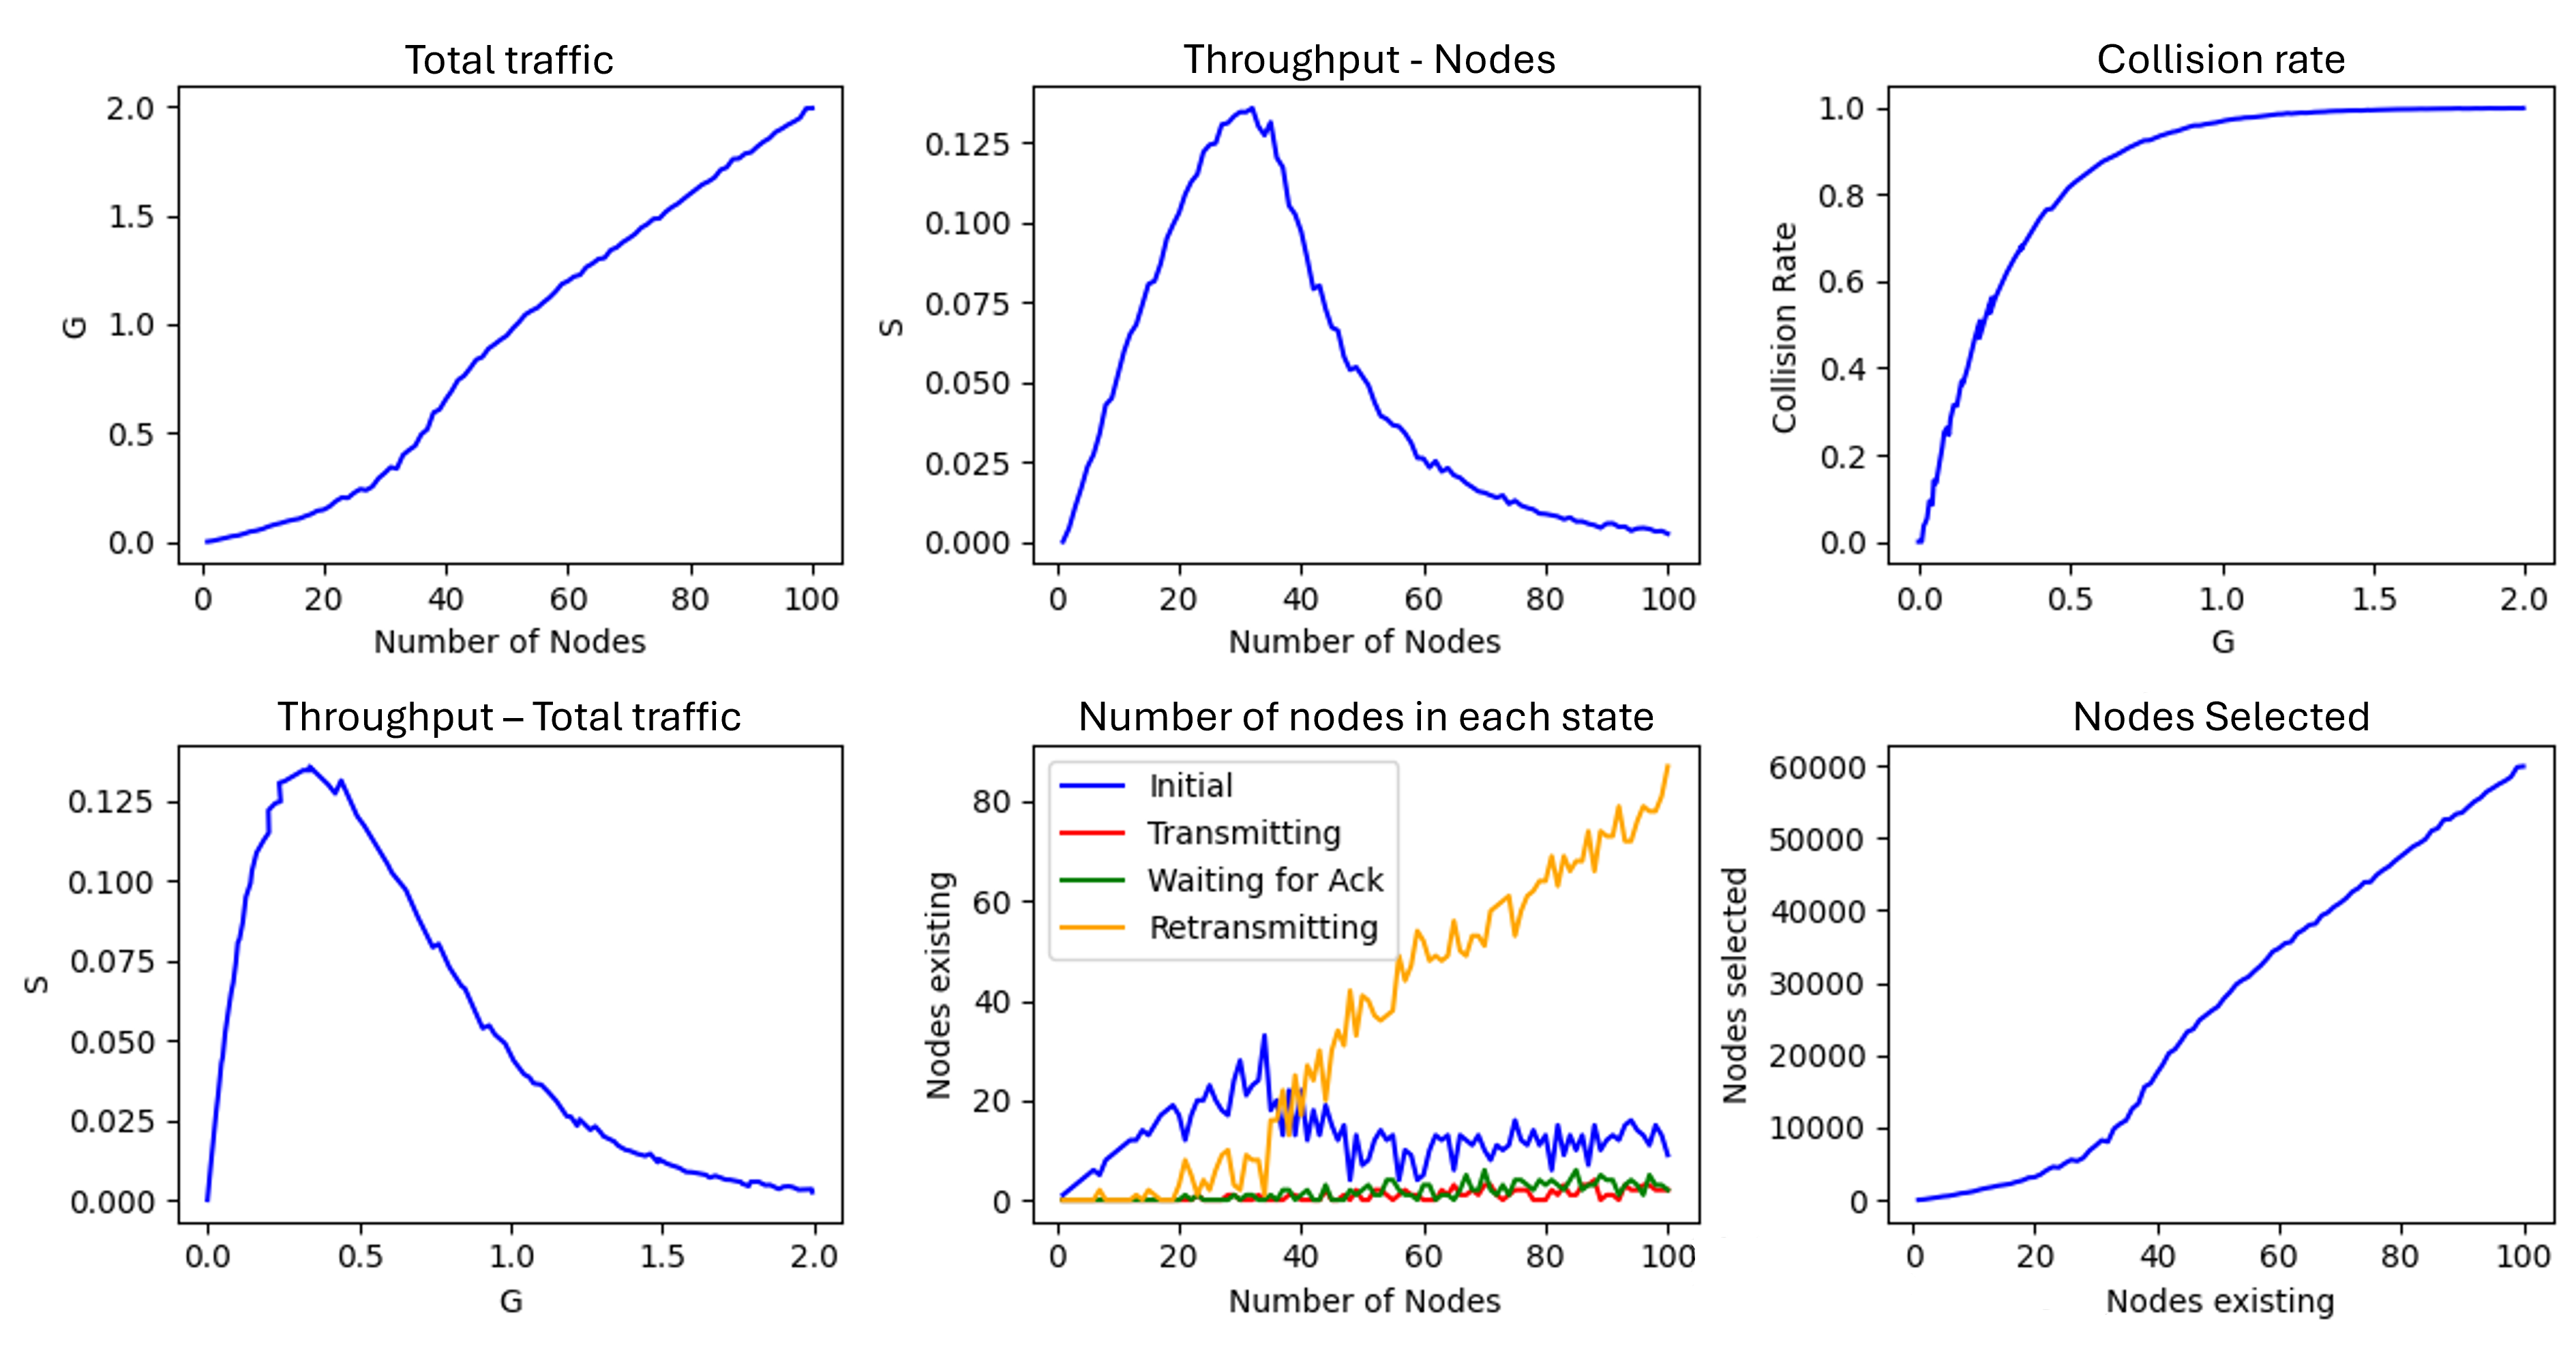 Total traffic
G
2.0
1.5
1.0
0.5
0.0
0 20 40 60 80 100
Number of Nodes
Throughput - Nodes
S
0.125
0.100
0.075
0.050
0.025
0.000
0 20 40 60 80 100
Number of Nodes
Collision rate
Collision Rate
1.0
0.8
0.6
0.4
0.2
0.0
0.0 0.5 1.0 1.5 2.0
G
Throughput – Total traffic
S
0.125
0.100
0.075
0.050
0.025
0.000
0.0 0.5 1.0 1.5 2.0
G
Number of nodes in each state
Nodes existing
80
60
40
20
0
Initial
Transmitting
Waiting for Ack
Retransmitting
0 20 40 60 80 100
Number of Nodes
Nodes Selected
Nodes selected
60000
50000
40000
30000
20000
10000
0
0 20 40 60 80 100
Nodes existing